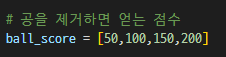 # 공을 제거하면 얻는 점수
ball_score = [50,100,150,200]